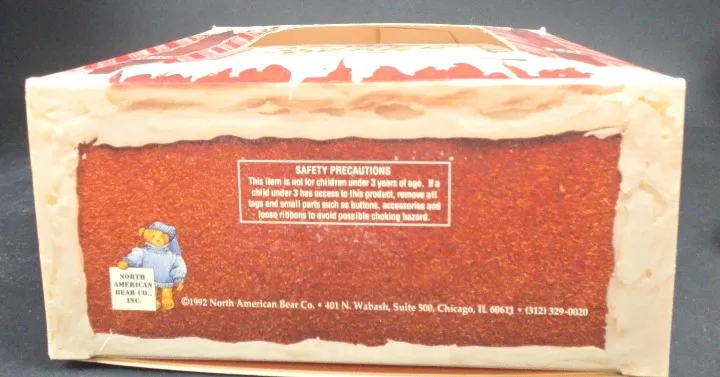 SAFETY PRECAUTIONS
This item is not for children under 3 years of age. If a
child under 3 has access to this product, remove all
tags and small parts such as buttons, accessories and
loose ribbons to avoid possible choking hazard.
NORTH
AMERICAN
BEAR CO.,
INC.
©1992 North American Bear Co. • 401 N. Wabash, Suite 500, Chicago, IL 60611 • (312) 329-0020